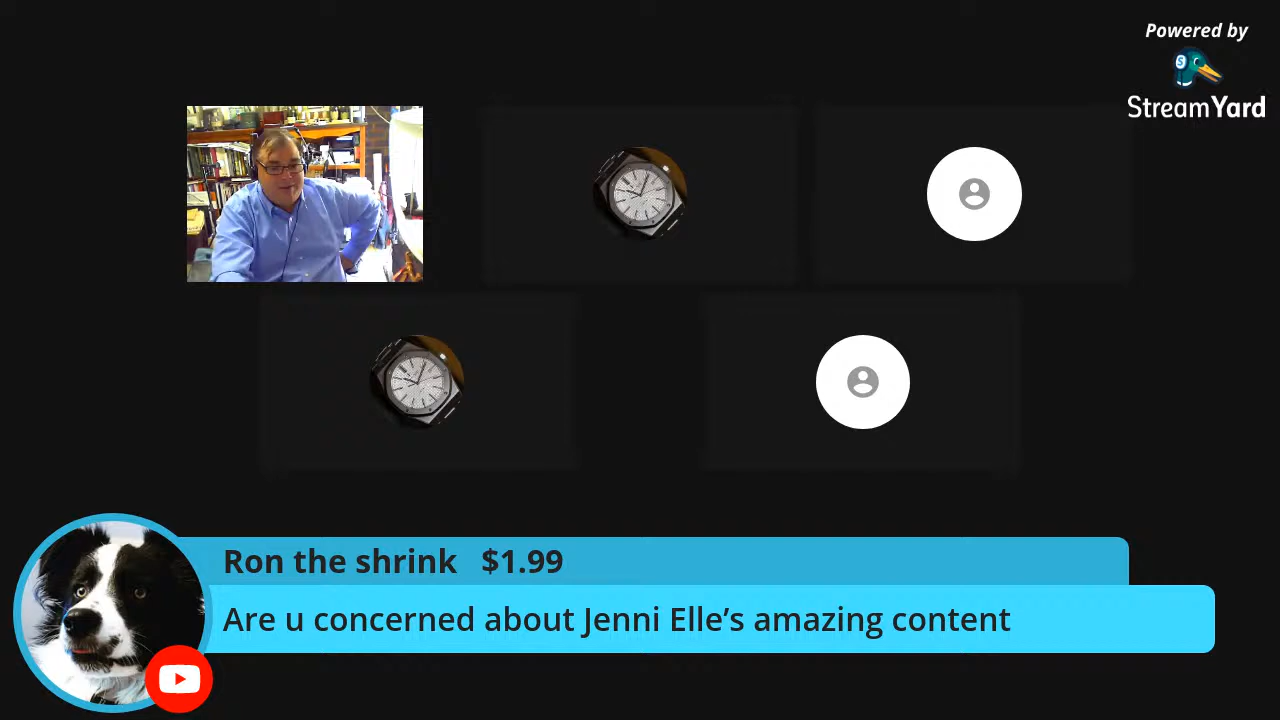 Powered by
StreamYard
Ron the shrink $1.99
Are u concerned about Jenni Elle’s amazing content